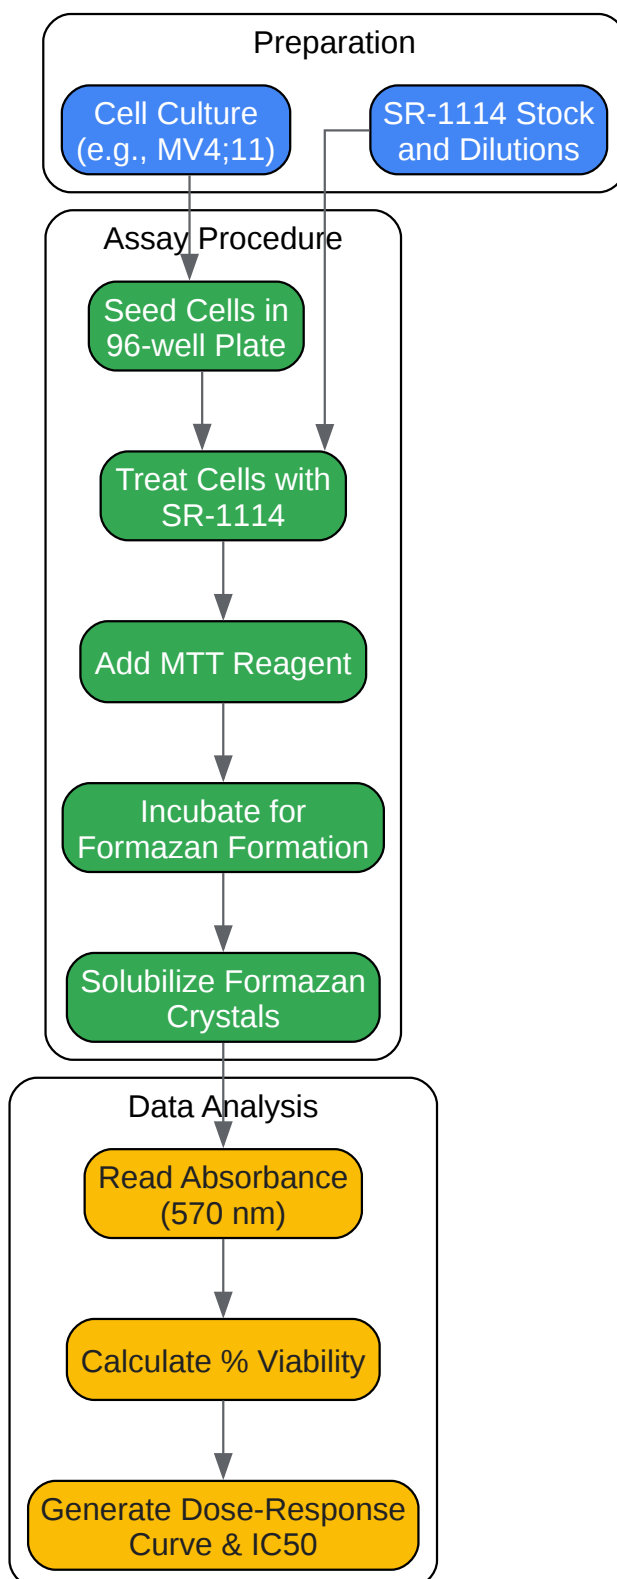 Preparation
Cell Culture
(e.g., MV4;11)
SR-1114 Stock
and Dilutions
Assay Procedure
Seed Cells in
96-well Plate
Treat Cells with
SR-1114
Add MTT Reagent
Incubate for
Formazan Formation
Solubilize Formazan
Crystals
Data Analysis
Read Absorbance
(570 nm)
Calculate % Viability
Generate Dose-Response
Curve & IC50